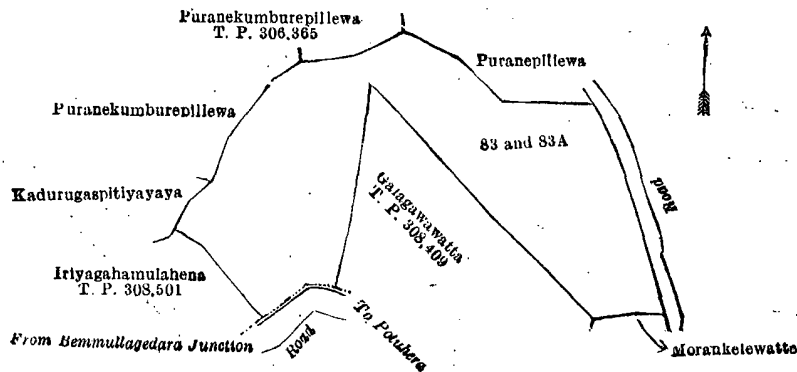 Puranekumburepillewa
T. P. 306,365
Puranepillewa
Puranekumburepillewa
83 and 83A
Kadurugaspitiyayaya
Galagawawatta
T. P. 308,409
Road
Iriyagahamulahena
T. P. 308,501
From Bemmullagedara Junction
Road
To Potuhera
Morankelewatta